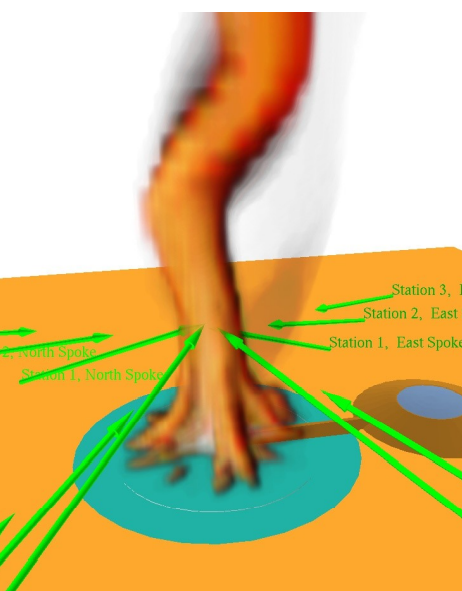 Station 3,
Station 2, East
Station 1, East Spoke
2, North Spoke
Station 1, North Spoke